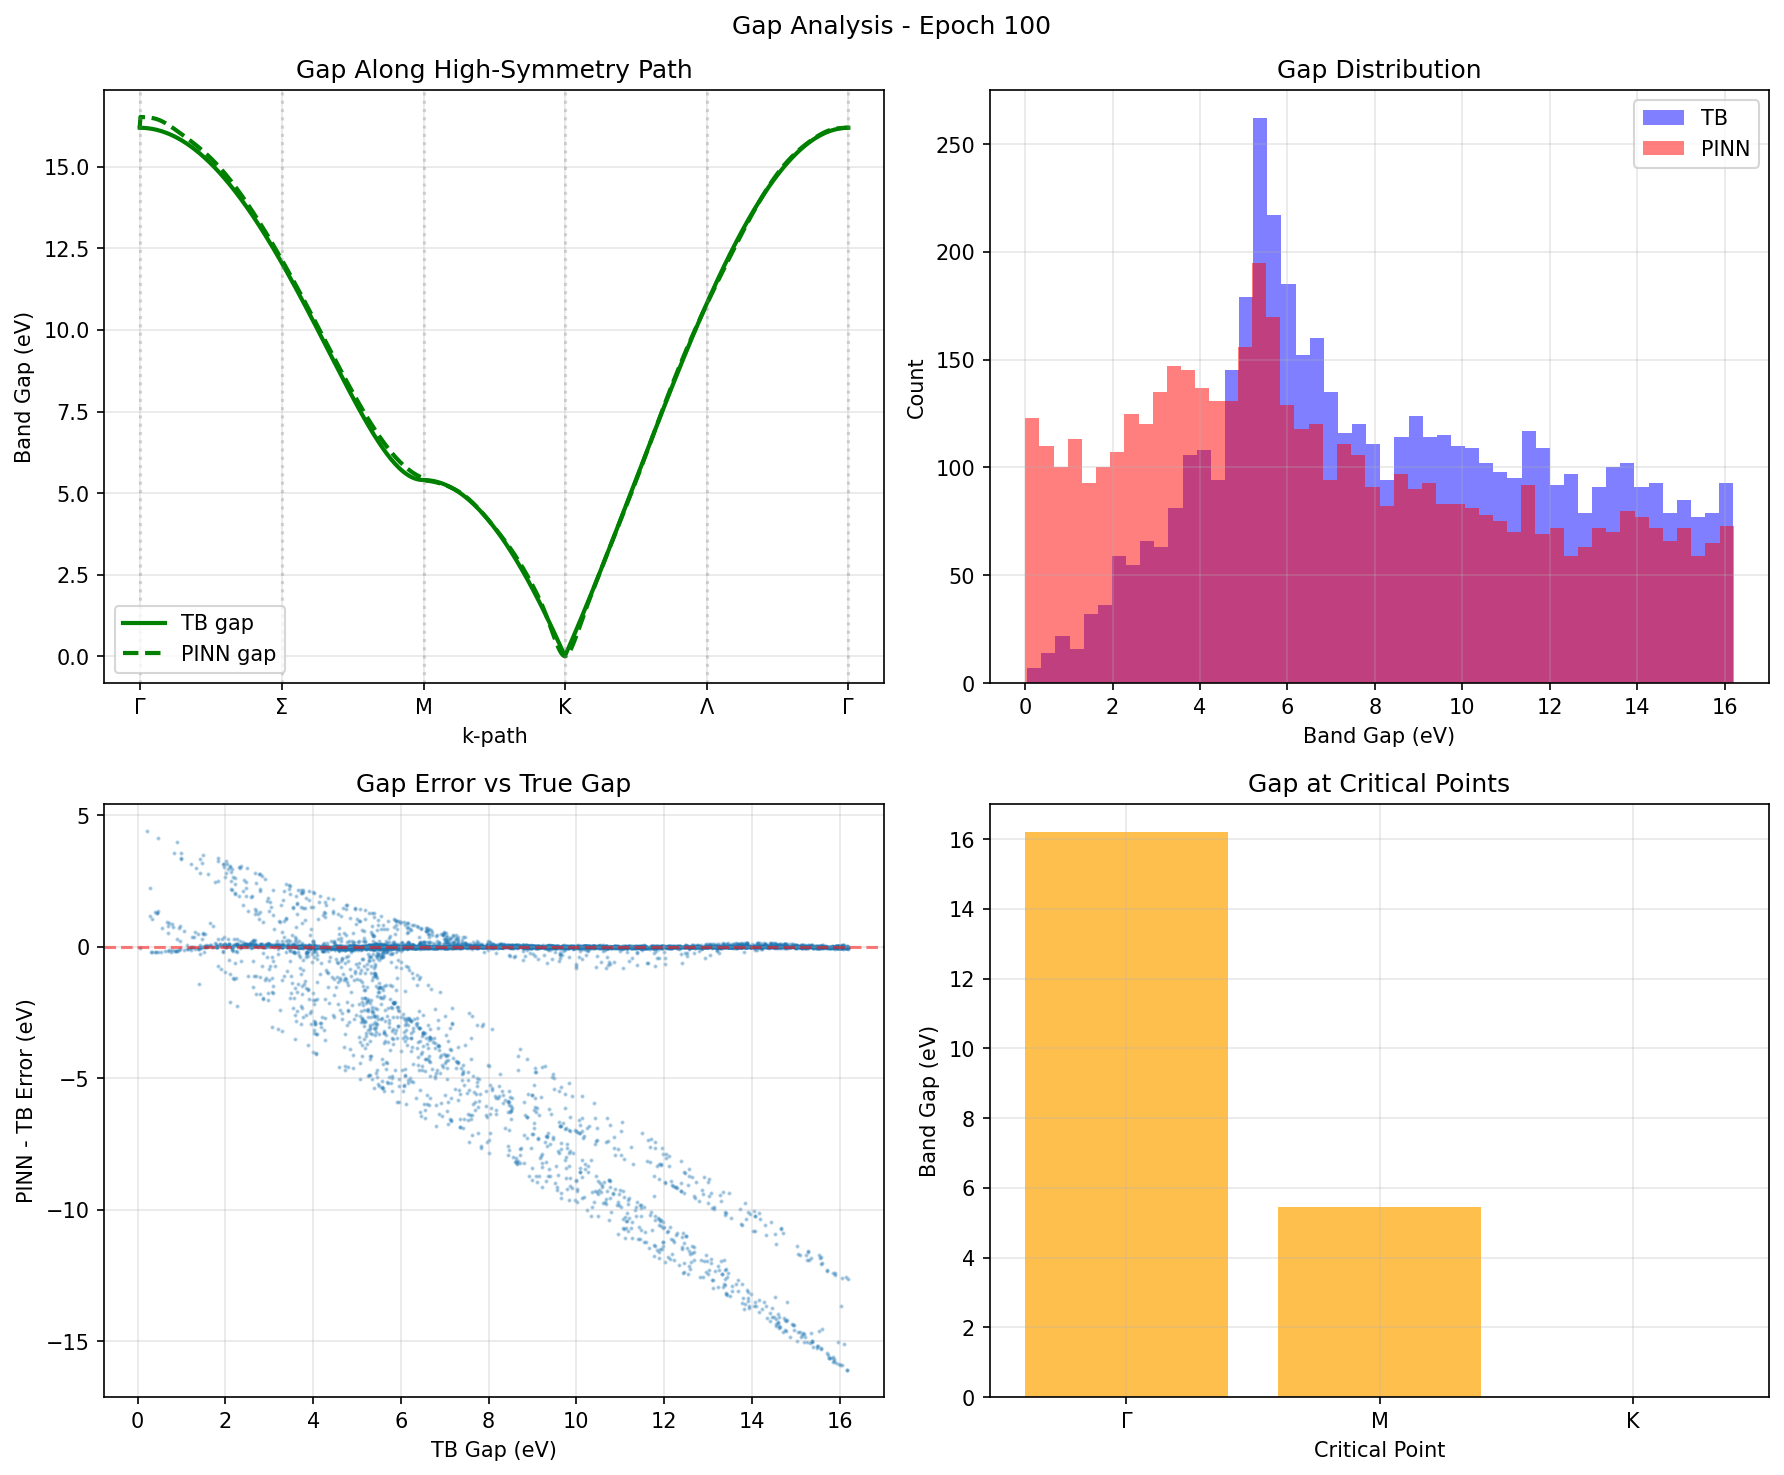 Gap Analysis - Epoch 100
Gap Along High-Symmetry Path
Band Gap (eV)
15.0
12.5
10.0
7.5
5.0
2.5
0.0
TB gap
PINN gap
Γ Σ M K Λ Γ
k-path
Gap Distribution
Count
250
200
150
100
50
0
TB
PINN
0 2 4 6 8 10 12 14 16
Band Gap (eV)
Gap Error vs True Gap
PINN - TB Error (eV)
5
0
−5
−10
−15
0 2 4 6 8 10 12 14 16
TB Gap (eV)
Gap at Critical Points
Band Gap (eV)
16
14
12
10
8
6
4
2
0
Γ M K
Critical Point